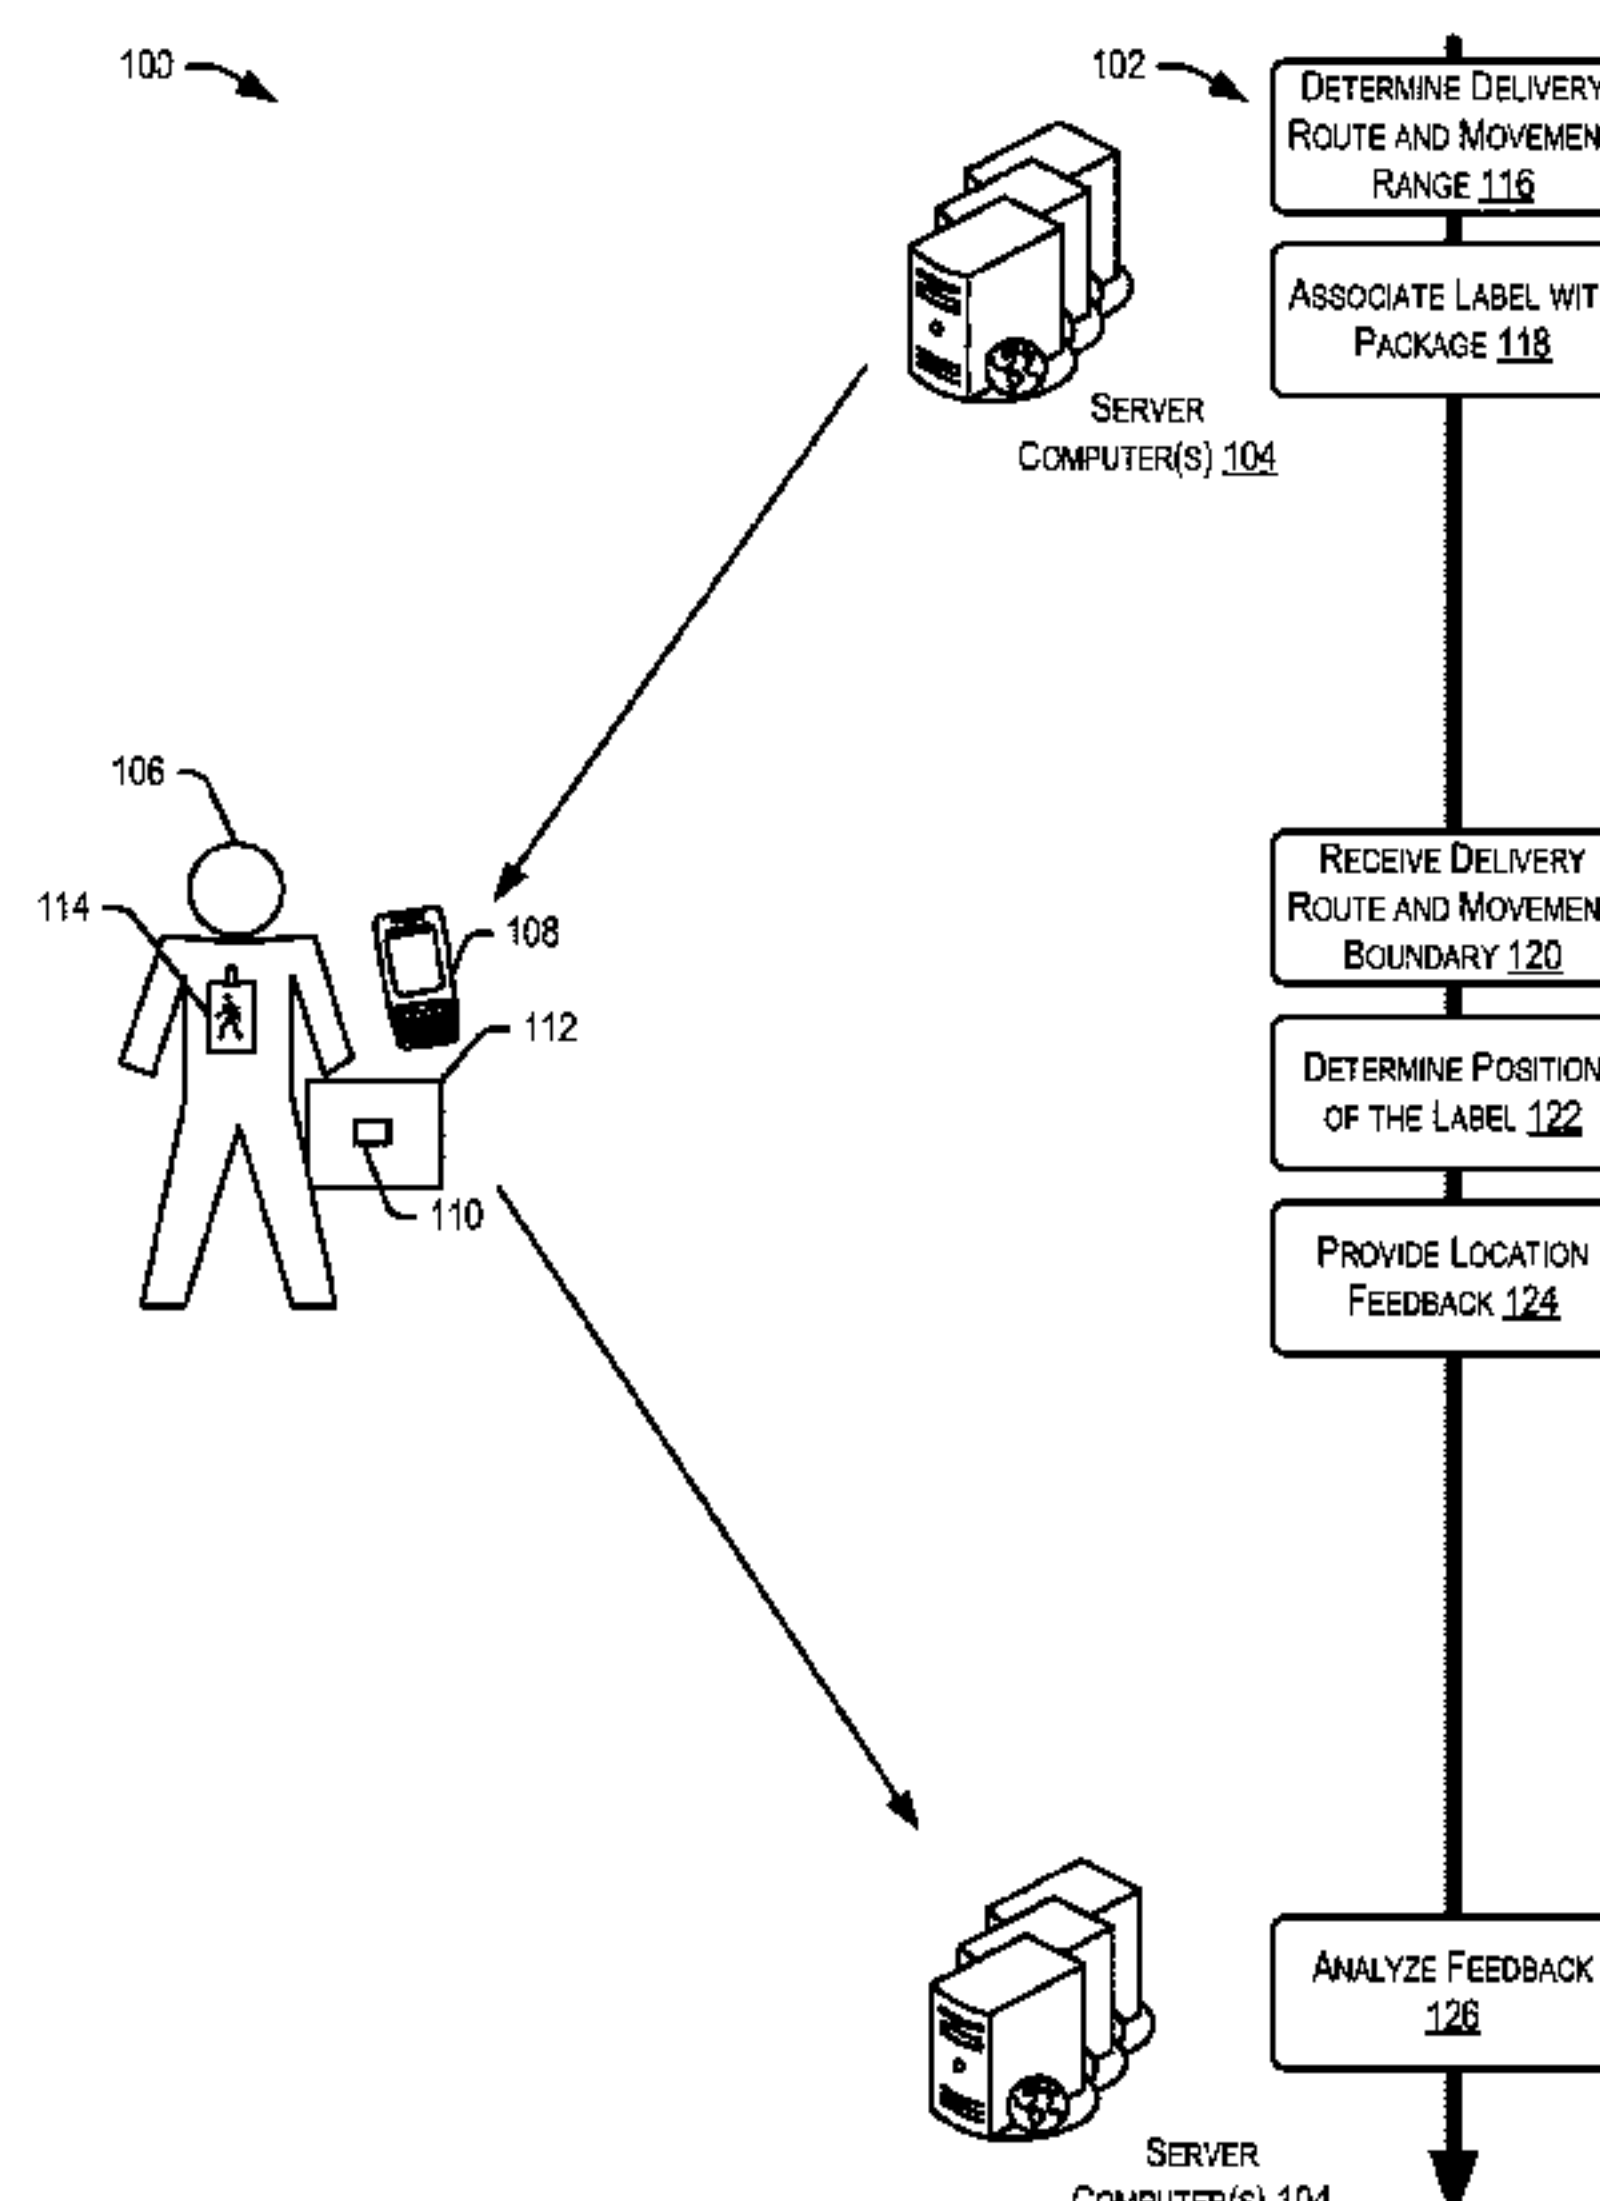 100
102
DETERMINE DELIVERY
ROUTE AND MOVEMEN
RANGE 116
ASSOCIATE LABEL WIT
PACKAGE 118
SERVER
COMPUTER(S) 104
106
114
108
112
110
RECEIVE DELIVERY
ROUTE AND MOVEMEN
BOUNDARY 120
DETERMINE POSITION
OF THE LABEL 122
PROVIDE LOCATION
FEEDBACK 124
ANALYZE FEEDBACK
126
SERVER
COMPUTER(S) 104